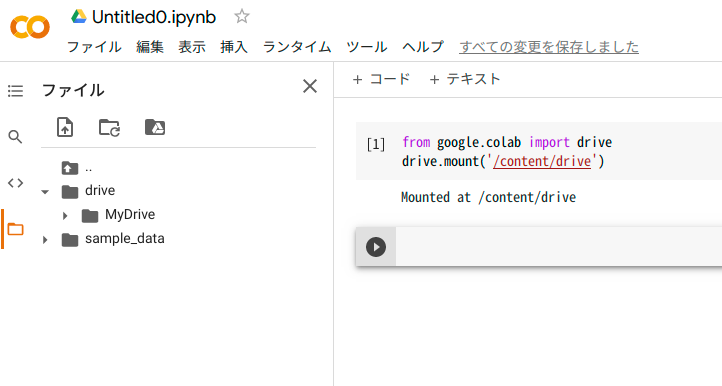 Untitled0.ipynb
ファイル 編集 表示 挿入 ランタイム ツール ヘルプ すべての変更を保存しました
ファイル
+ コード + テキスト
..
drive
MyDrive
sample_data
[1] from google.colab import drive
drive.mount('/content/drive')
Mounted at /content/drive